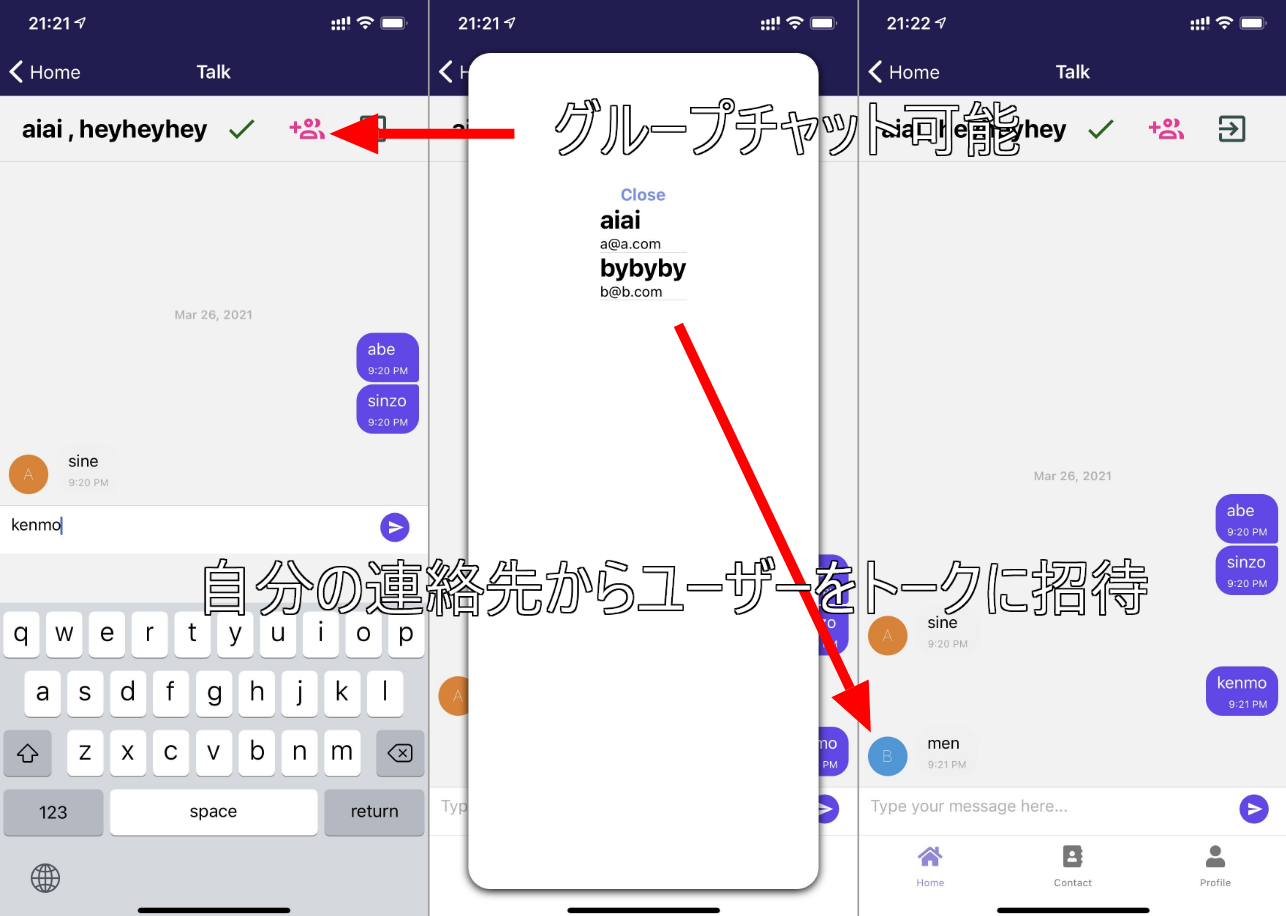 21:21
Home
Talk
aiai , heyheyhey
Mar 26, 2021
abe
9:20 PM
sinzo
9:20 PM
A
sine
9:20 PM
kenmo
q w e r t y u i o p
a s d f g h j k l
z x c v b n m
123
space
return
21:21
グループチャット可能
Close
aiai
a@a.com
bybyby
b@b.com
自分の連絡先からユーザーをトークに招待
A
Typ
21:22
Home
Talk
aiai , heyheyhey
Mar 26, 2021
abe
9:20 PM
sinzo
9:20 PM
A
sine
9:20 PM
kenmo
9:21 PM
B
men
9:21 PM
Type your message here...
Home
Contact
Profile